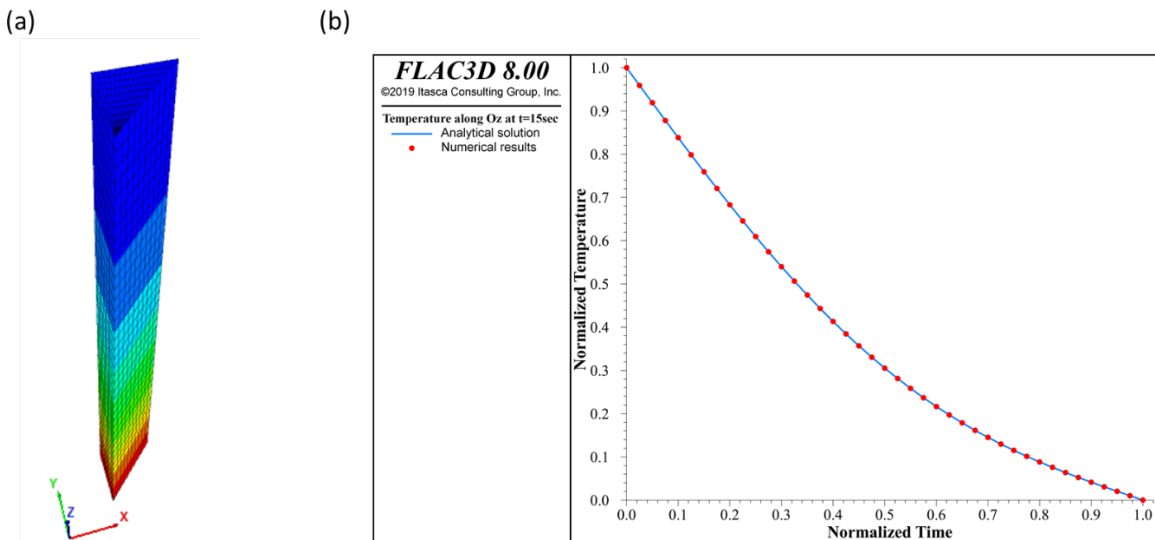 (a)
(b)
FLAC3D 8.00
©2019 Itasca Consulting Group, Inc.
Temperature along Oz at t=15sec
Analytical solution
Numerical results
Y
Z
X
Normalized Temperature
1.0
0.9
0.8
0.7
0.6
0.5
0.4
0.3
0.2
0.1
0.0
0.0 0.1 0.2 0.3 0.4 0.5 0.6 0.7 0.8 0.9 1.0
Normalized Time